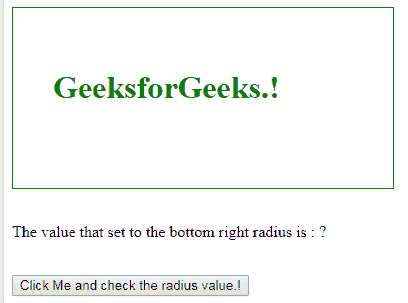 GeeksforGeeks.!
The value that set to the bottom right radius is : ?
Click Me and check the radius value.!